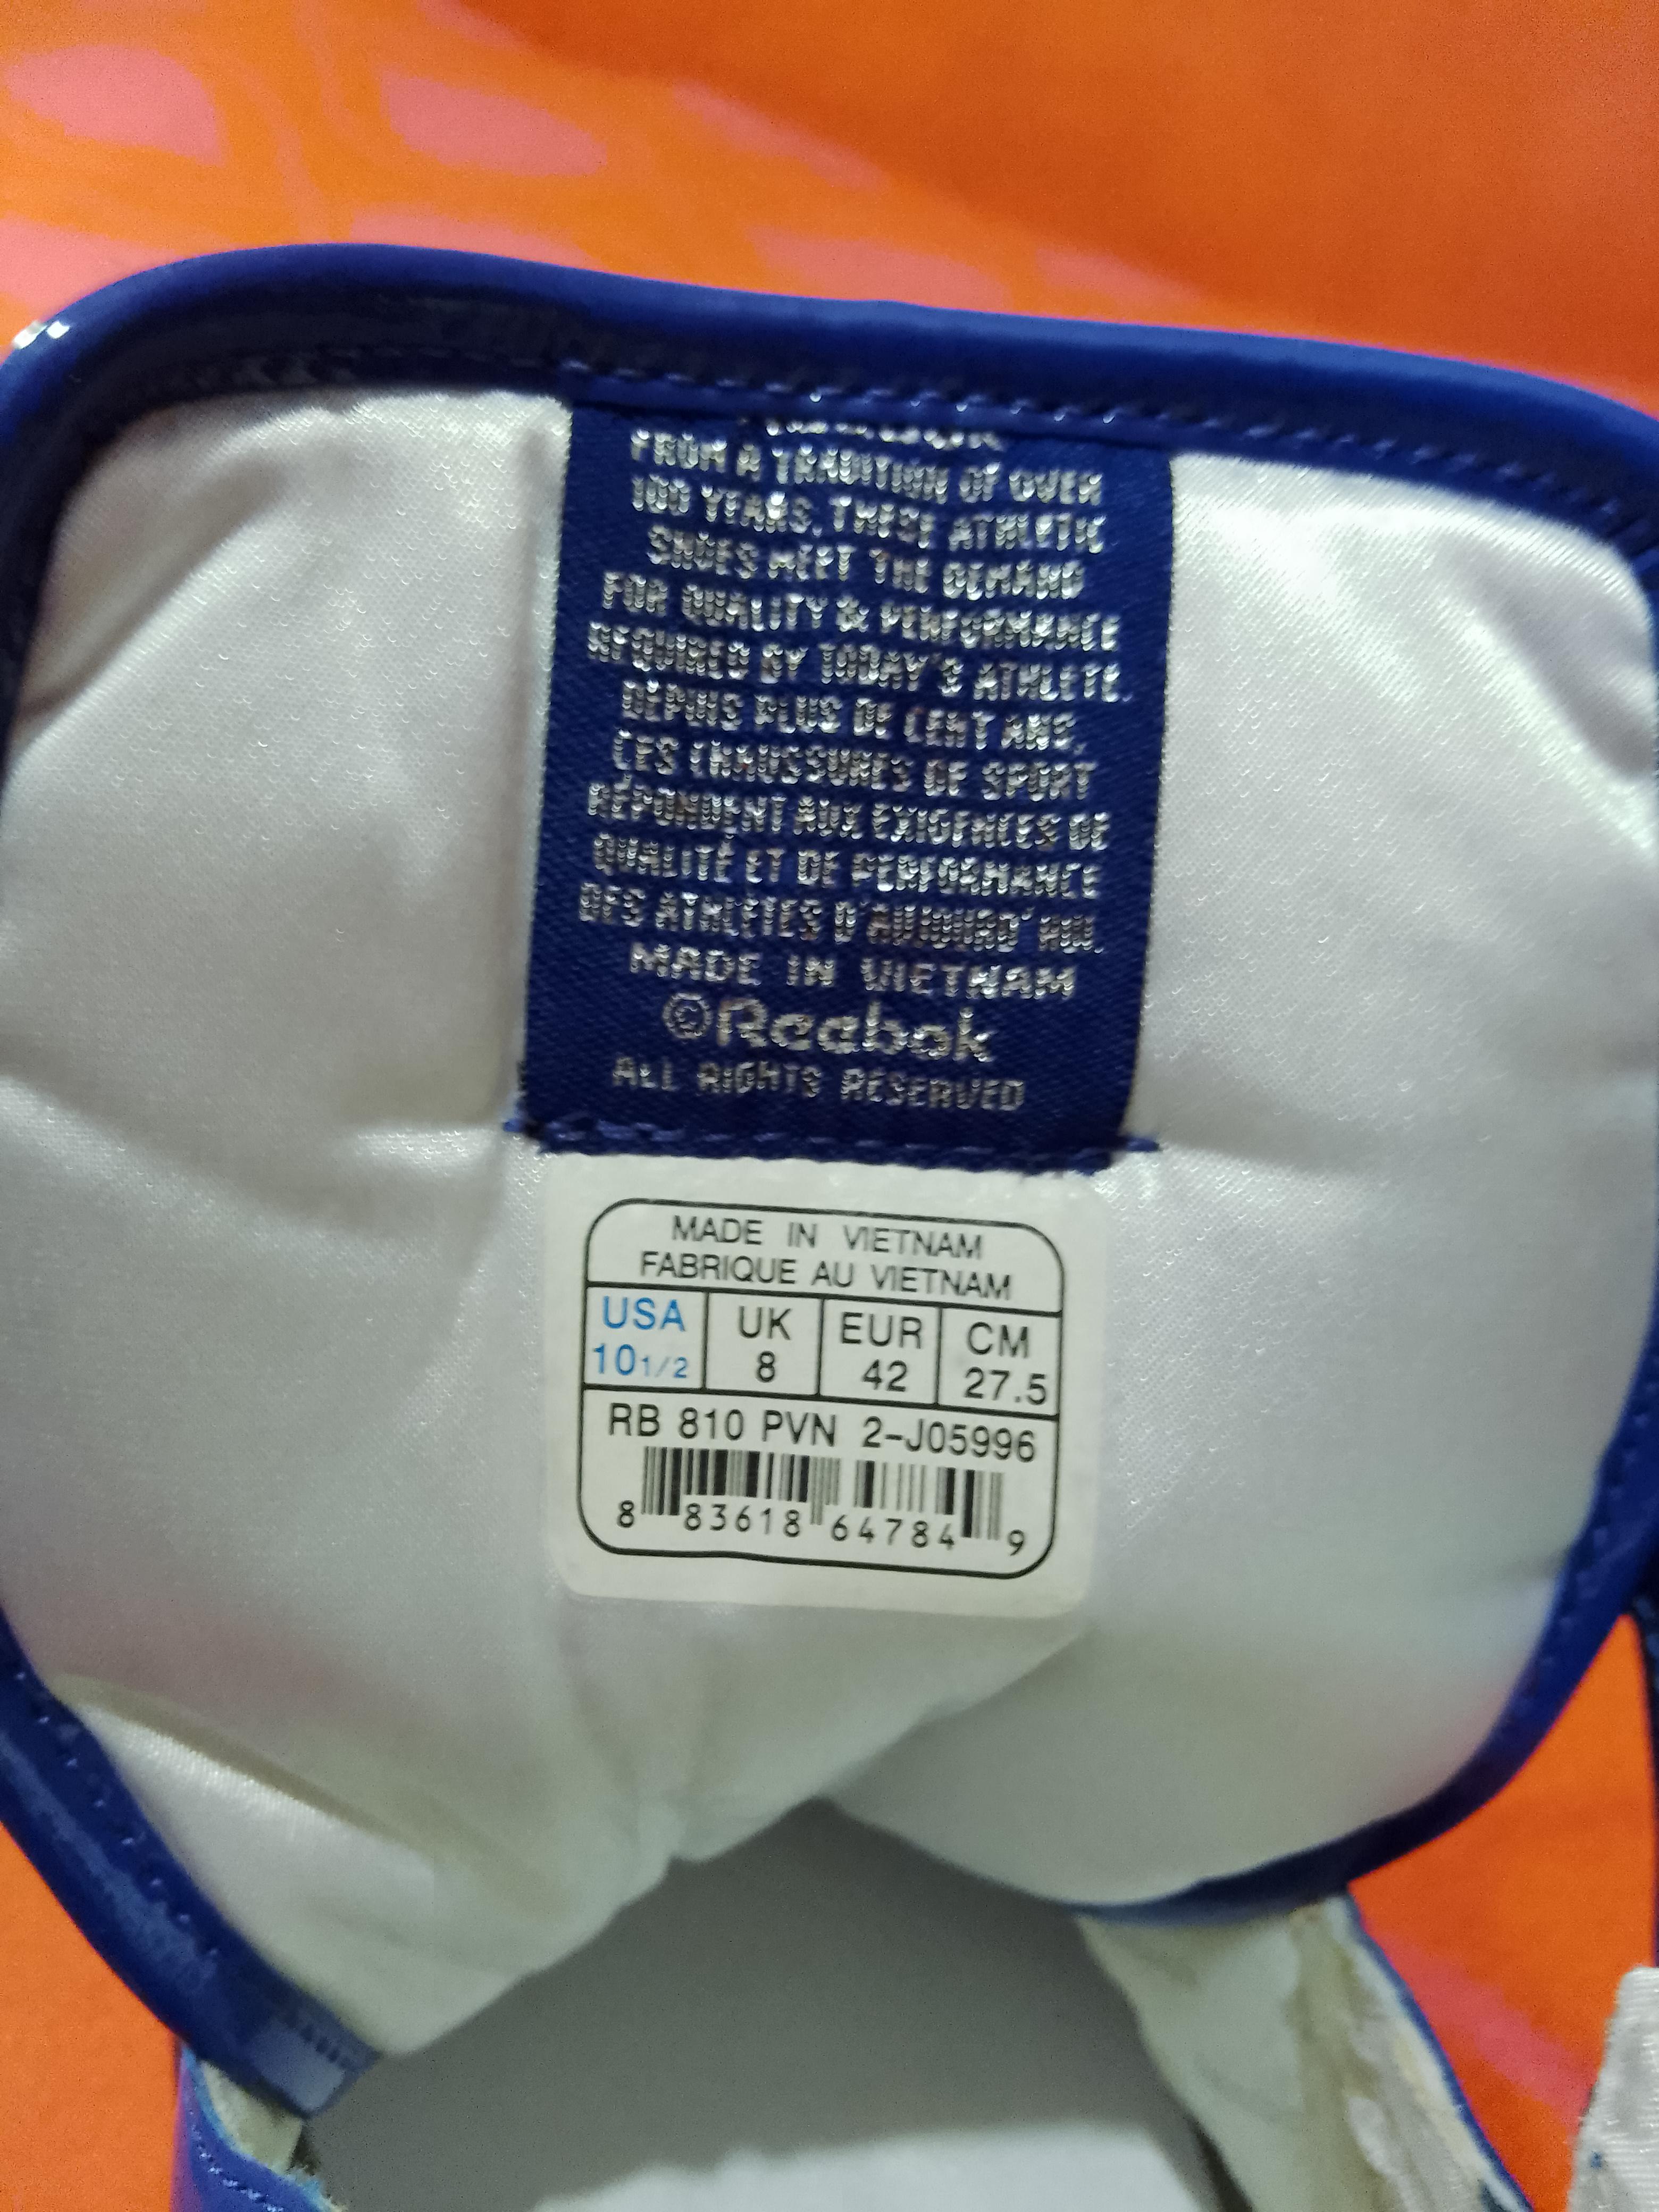 FROM A TRADITION OF OVER
100 YEARS, THESE ATHLETIC
SHOES MEET THE DEMAND
FOR QUALITY & PERFORMANCE
REQUIRED BY TODAY'S ATHLETE.
DEPUIS PLUS DE CENT ANS,
CES CHAUSSURES DE SPORT
RÉPONDENT AUX EXIGENCES DE
QUALITÉ ET DE PERFORMANCE
DES ATHLÈTES D'AUJOURD'HUI.
MADE IN VIETNAM
©Reebok
ALL RIGHTS RESERVED
MADE IN VIETNAM
FABRIQUE AU VIETNAM
USA UK EUR CM
10 1/2 8 42 27.5
RB 810 PVN 2-J05996
8 83618 64784 9